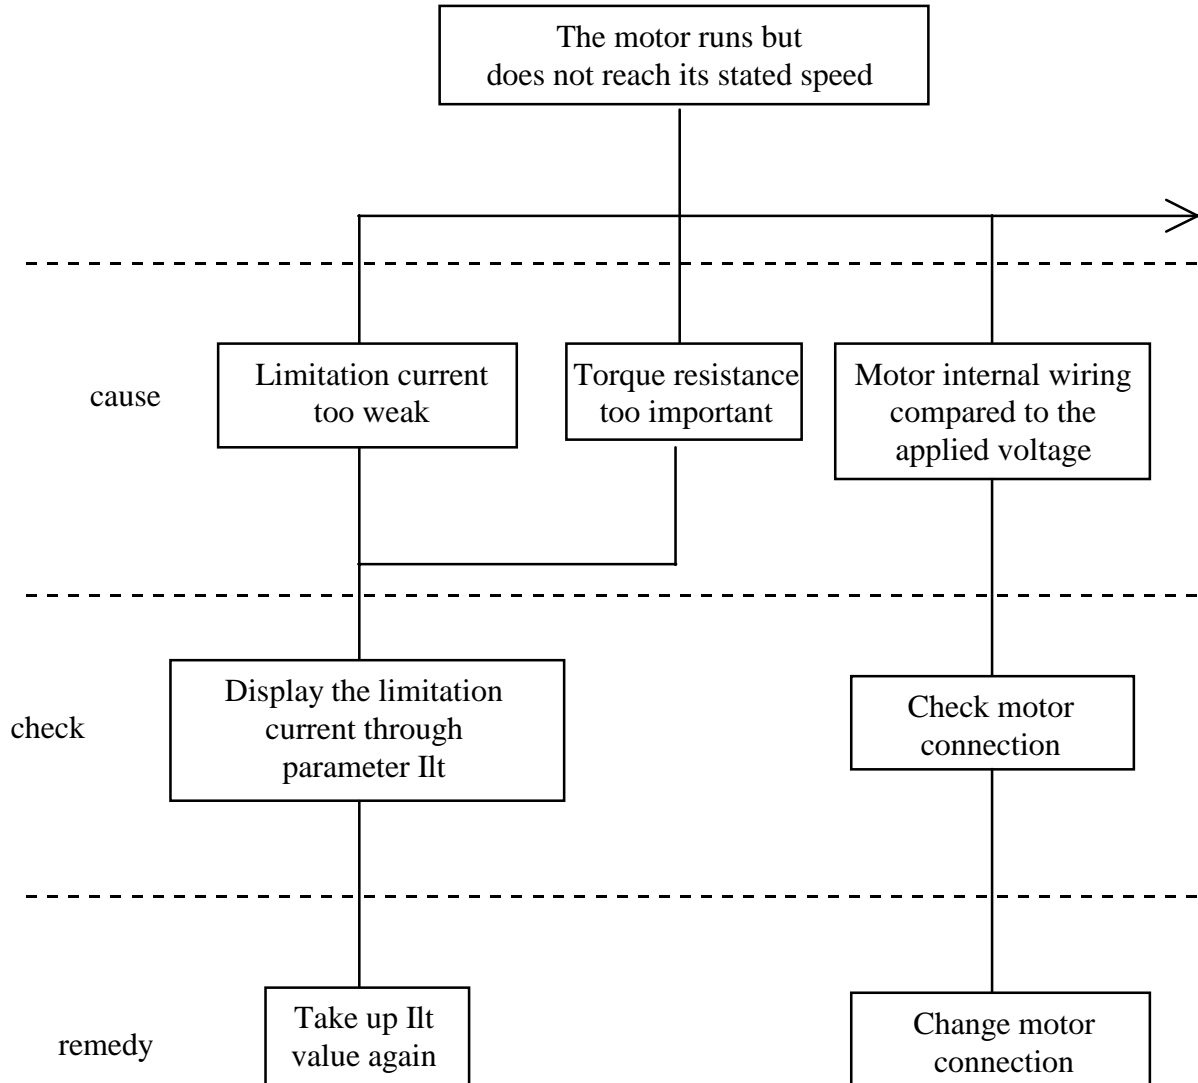 The motor runs but
does not reach its stated speed
cause
Limitation current
too weak
Torque resistance
too important
Motor internal wiring
compared to the
applied voltage
check
Display the limitation
current through
parameter Ilt
Check motor
connection
remedy
Take up Ilt
value again
Change motor
connection